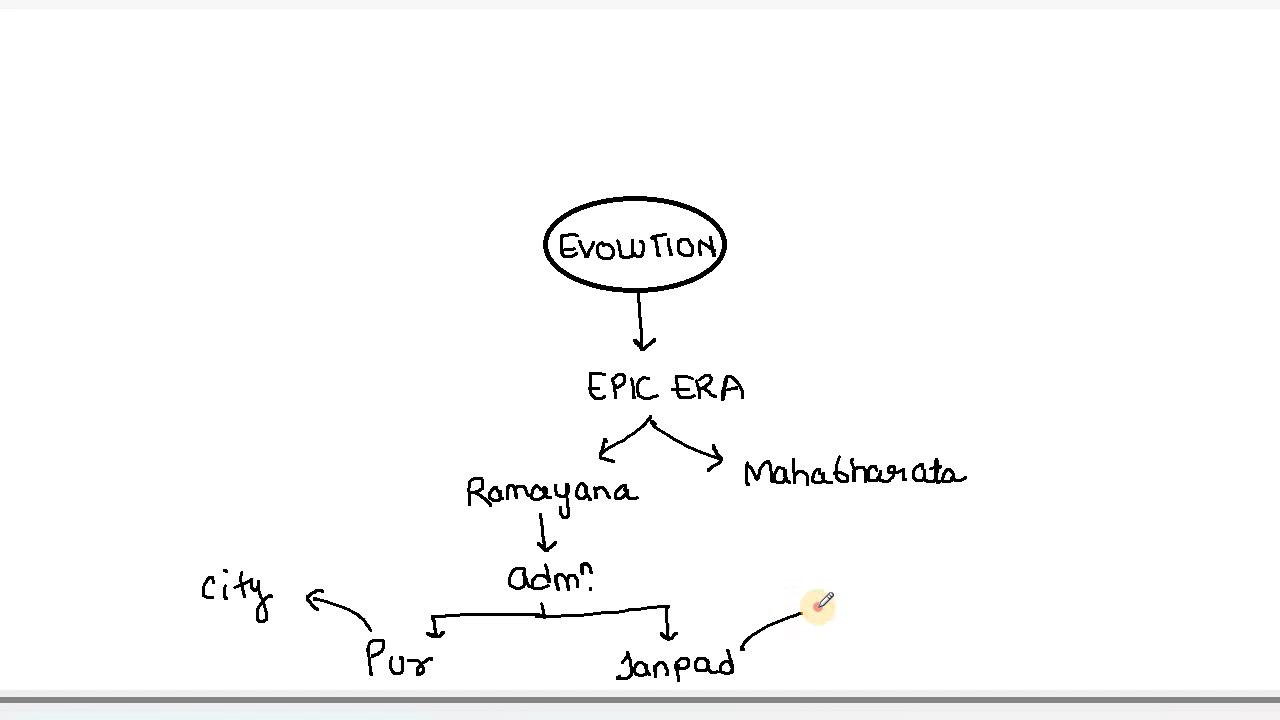 EVOLUTION
EPIC ERA
Ramayana
Mahabharata
admⁿ.
city
Pur
Janpad